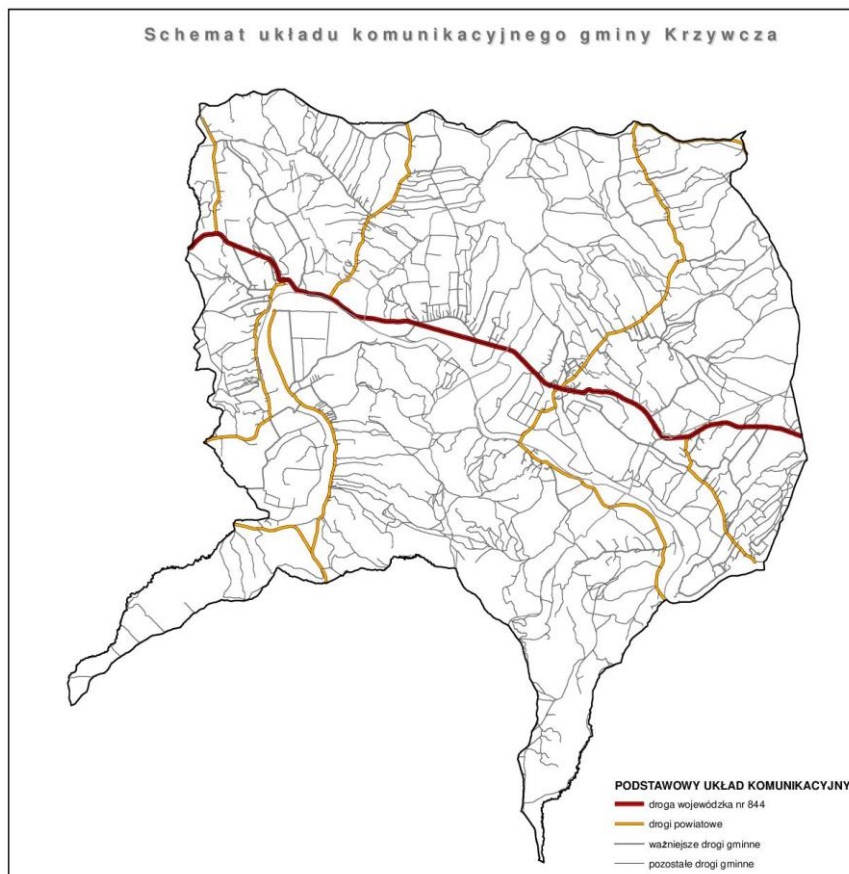 Schemat układu komunikacyjnego gminy Krzywcza
PODSTAWOWY UKŁAD KOMUNIKACYJNY
droga wojewódzka nr 844
drogi powiatowe
ważniejsze drogi gminne
pozostałe drogi gminne